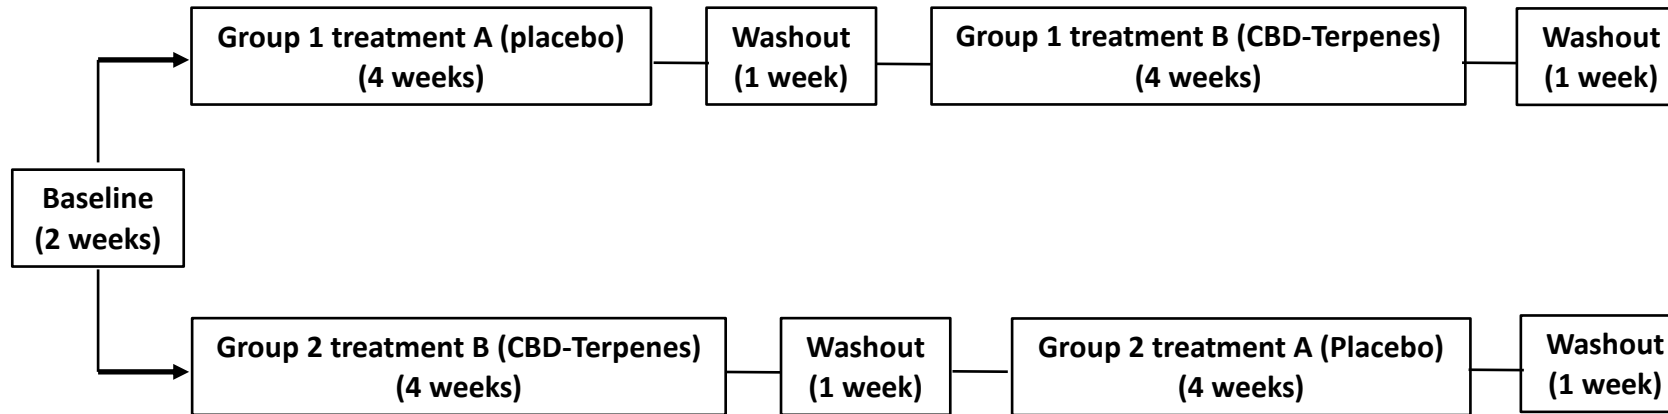 Group 1 treatment A (placebo)
(4 weeks)
Washout
(1 week)
Group 1 treatment B (CBD-Terpenes)
(4 weeks)
Washout
(1 week)
Baseline
(2 weeks)
Group 2 treatment B (CBD-Terpenes)
(4 weeks)
Washout
(1 week)
Group 2 treatment A (Placebo)
(4 weeks)
Washout
(1 week)